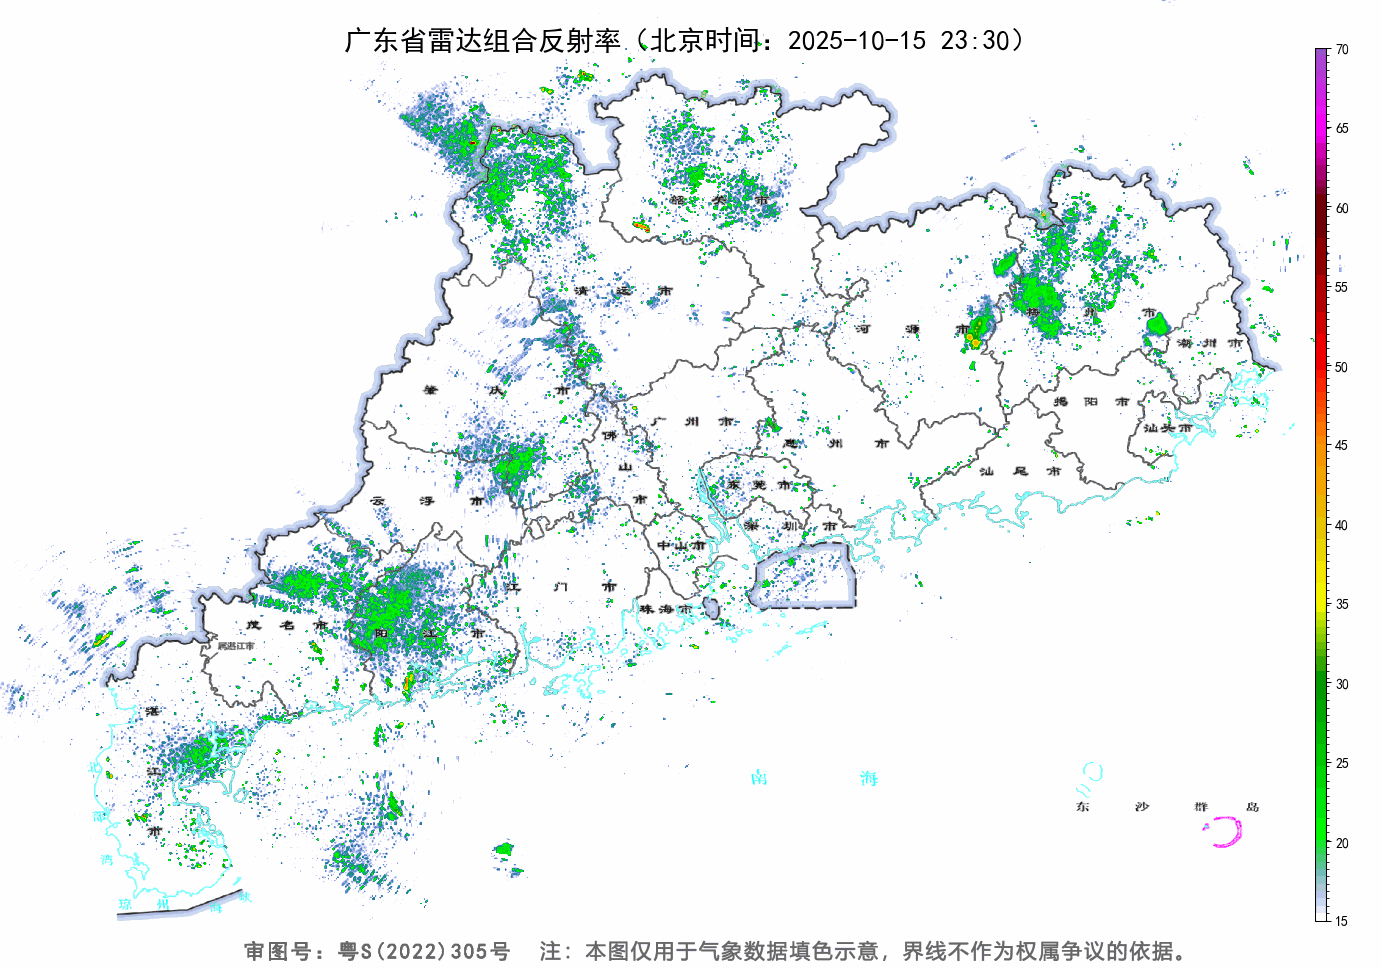 广东省雷达组合反射率（北京时间：2025-10-15 23:30）
70
65
60
55
50
45
40
35
30
25
20
15
韶关市
清远市
河源市
梅州市
潮州市
肇庆市
广州市
佛山市
惠州市
揭阳市
汕头市
汕尾市
云浮市
东莞市
深圳市
中山市
江门市
珠海市
茂名市
阳江市
属湛江市
湛江市
北部湾
琼州海峡
南海
东沙群岛
审图号：粤S(2022)305号 注：本图仅用于气象数据填色示意，界线不作为权属争议的依据。